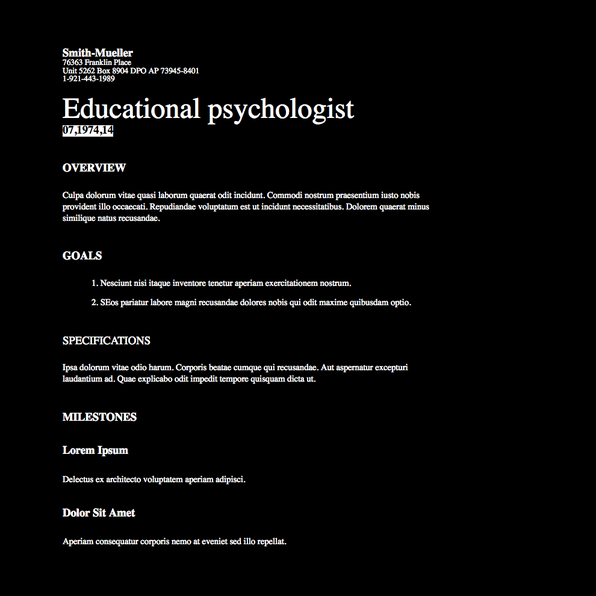 Smith-Mueller
76363 Franklin Place
Unit 5262 Box 8904 DPO AP 73945-8401
1-921-443-1989
Educational psychologist
07,1974,14
OVERVIEW
Culpa dolorum vitae quasi laborum quaerat odit incidunt. Commodi nostrum praesentium iusto nobis
provident illo occaecati. Repudiandae voluptatum est ut incidunt necessitatibus. Dolorem quaerat minus
similique natus recusandae.
GOALS
1. Nesciunt nisi itaque inventore tenetur aperiam exercitationem nostrum.
2. SEos pariatur labore magni recusandae dolores nobis qui odit maxime quibusdam optio.
SPECIFICATIONS
Ipsa dolorum vitae odio harum. Corporis beatae cumque qui recusandae. Aut aspernatur excepturi
laudantium ad. Quae explicabo odit impedit tempore quisquam dicta ut.
MILESTONES
Lorem Ipsum
Delectus ex architecto voluptatem aperiam adipisci.
Dolor Sit Amet
Aperiam consequatur corporis nemo at eveniet sed illo repellat.